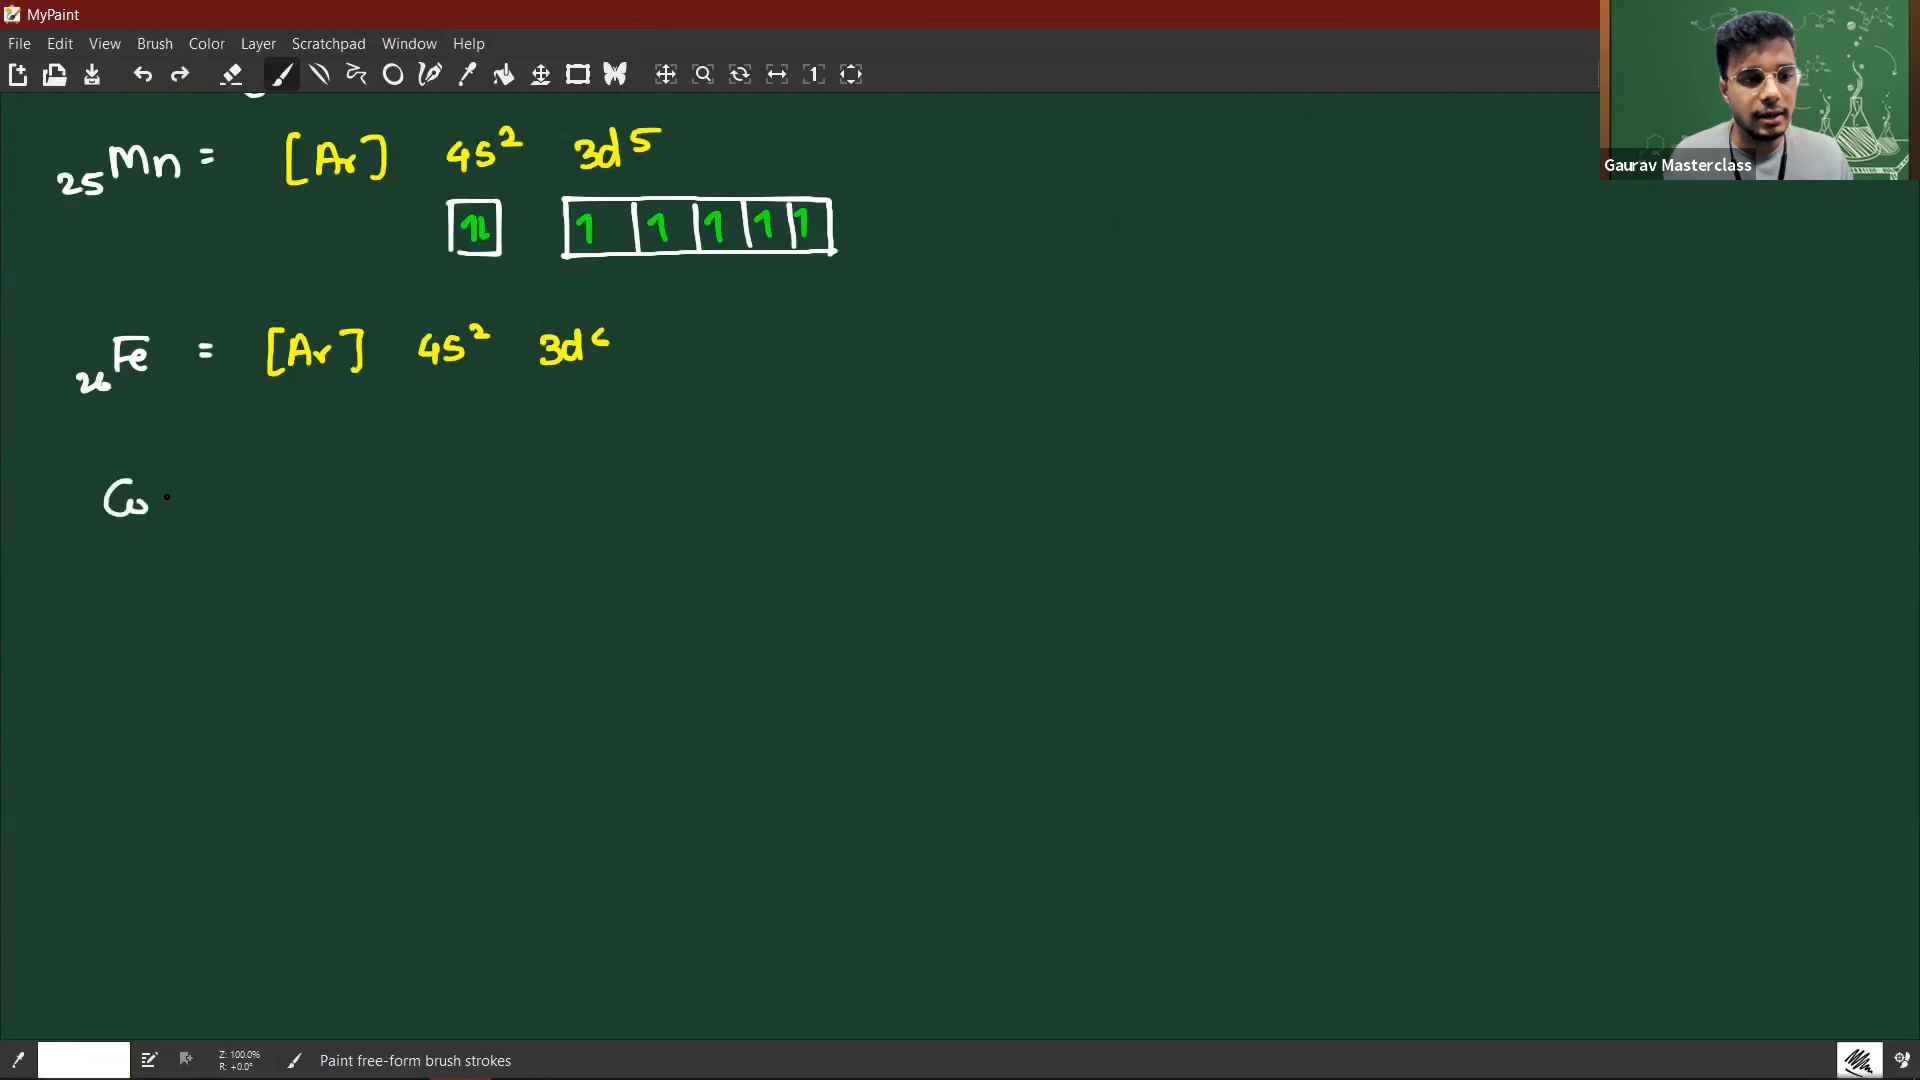 MyPaint
File Edit View Brush Color Layer Scratchpad Window Help
Gaurav Masterclass
25Mn = [Ar] 4s2 3d5
1 1 1 1 1
26Fe = [Ar] 4s2 3d6
Co
Z: 100.0%
R: +0.0°
Paint free-form brush strokes